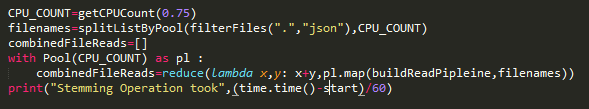 CPU_COUNT=getCPUCount(0.75)
filenames=splitListByPool(filterFiles(".","json"),CPU_COUNT)
combinedFileReads=[]
with Pool(CPU_COUNT) as pl :
    combinedFileReads=reduce(lambda x,y: x+y,pl.map(buildReadPipleine,filenames))
print("Stemming Operation took",(time.time()-start)/60)